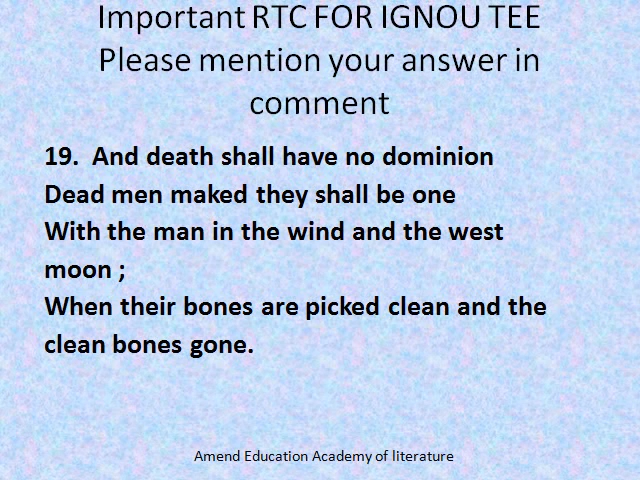 Important RTC FOR IGNOU TEE
Please mention your answer in
comment
19. And death shall have no dominion
Dead men maked they shall be one
With the man in the wind and the west
moon ;
When their bones are picked clean and the
clean bones gone.
Amend Education Academy of literature